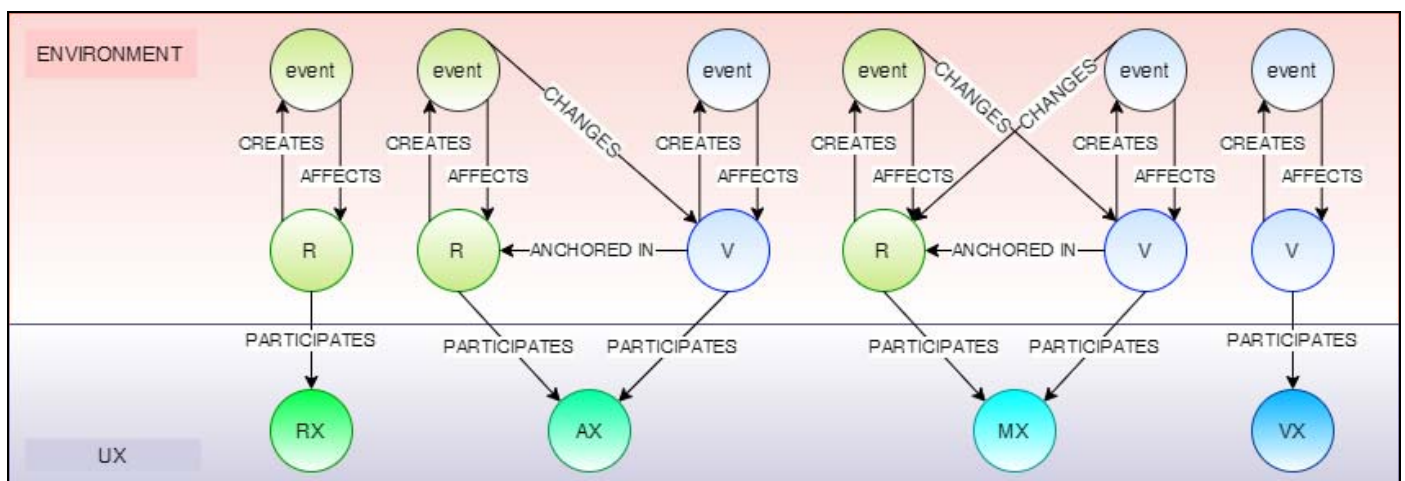 ENVIRONMENT
event
event
event
event
event
event
CHANGES
CHANGES
CHANGES
CREATES
CREATES
CREATES
CREATES
CREATES
CREATES
AFFECTS
AFFECTS
AFFECTS
AFFECTS
AFFECTS
AFFECTS
R
R
ANCHORED IN
V
R
ANCHORED IN
V
V
PARTICIPATES
PARTICIPATES
PARTICIPATES
PARTICIPATES
PARTICIPATES
PARTICIPATES
RX
AX
MX
VX
UX